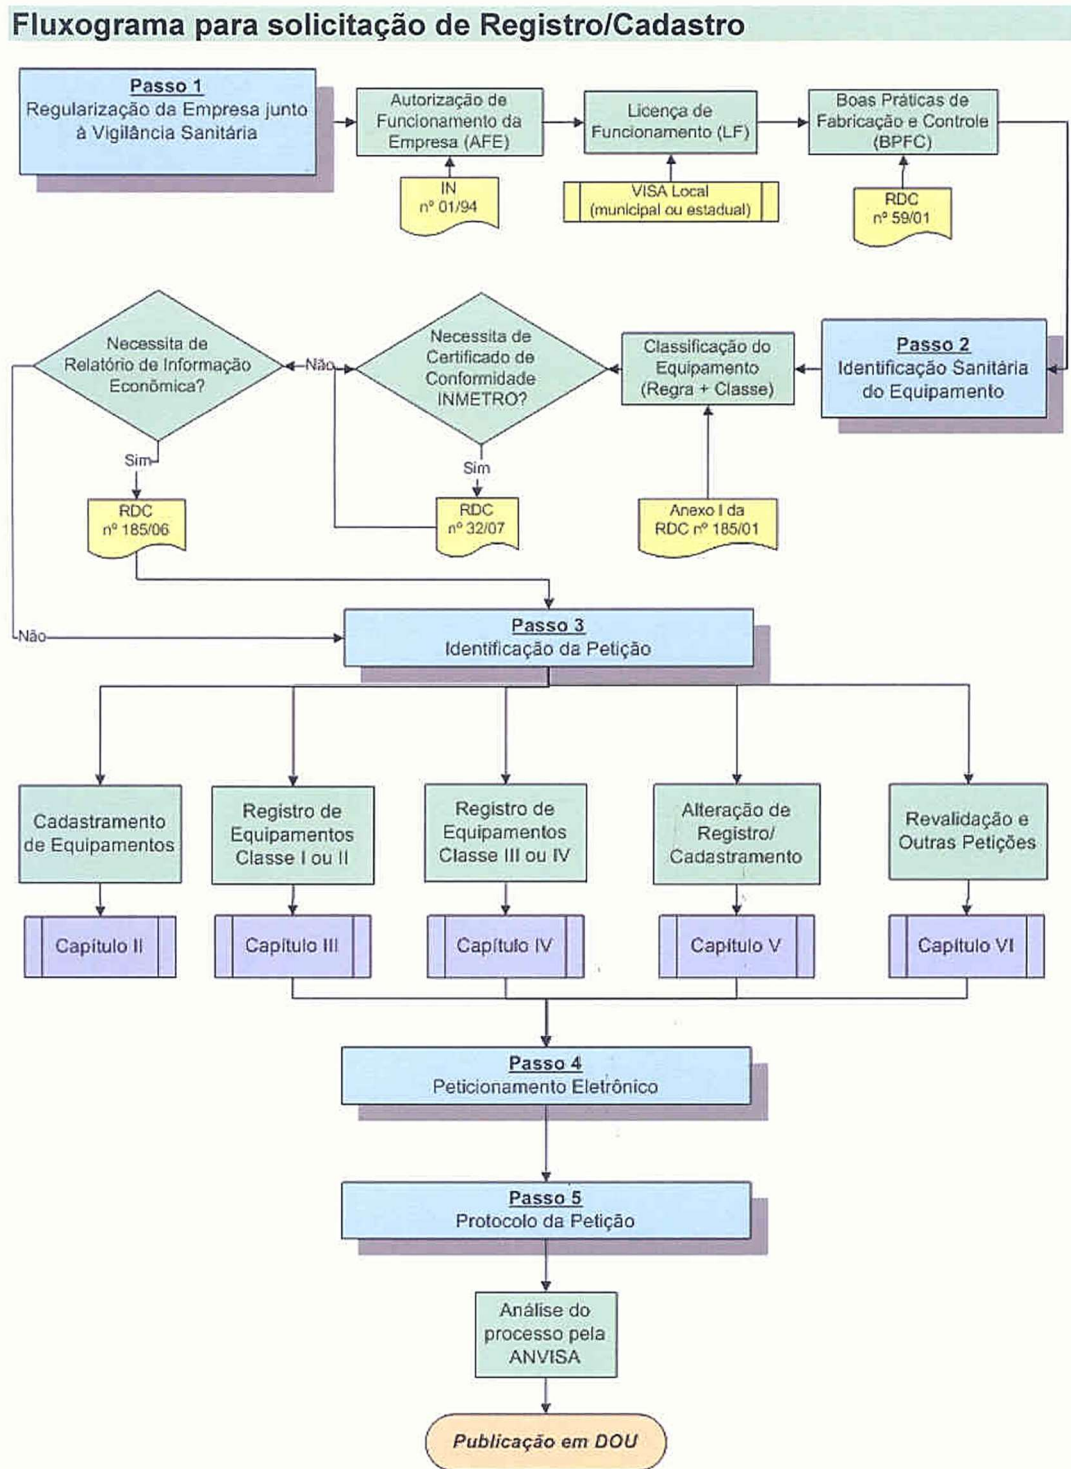 Fluxograma para solicitação de Registro/Cadastro
Passo 1
Regularização da Empresa junto
à Vigilância Sanitária
Autorização de
Funcionamento da
Empresa (AFE)
Licença de
Funcionamento (LF)
Boas Práticas de
Fabricação e Controle
(BPFC)
IN
nº 01/94
VISA Local
(municipal ou estadual)
RDC
nº 59/01
Passo 2
Identificação Sanitária
do Equipamento
Classificação do
Equipamento
(Regra + Classe)
Anexo I da
RDC nº 185/01
Necessita de
Certificado de
Conformidade
INMETRO?
Não
Sim
RDC
nº 32/07
Necessita de
Relatório de Informação
Econômica?
Sim
RDC
nº 185/06
Não
Passo 3
Identificação da Petição
Cadastramento
de Equipamentos
Registro de
Equipamentos
Classe I ou II
Registro de
Equipamentos
Classe III ou IV
Alteração de
Registro/
Cadastramento
Revalidação e
Outras Petições
Capítulo II
Capítulo III
Capítulo IV
Capítulo V
Capítulo VI
Passo 4
Peticionamento Eletrônico
Passo 5
Protocolo da Petição
Análise do
processo pela
ANVISA
Publicação em DOU